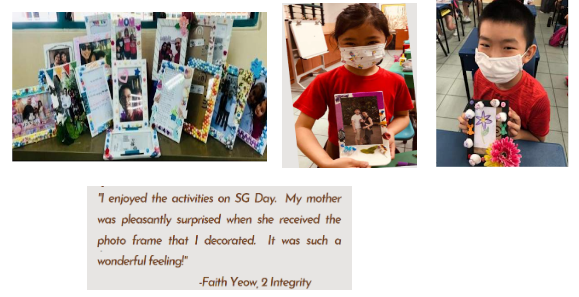 "I enjoyed the activities on SG Day. My mother
was pleasantly surprised when she received the
photo frame that I decorated. It was such a
wonderful feeling!"
-Faith Yeow, 2 Integrity